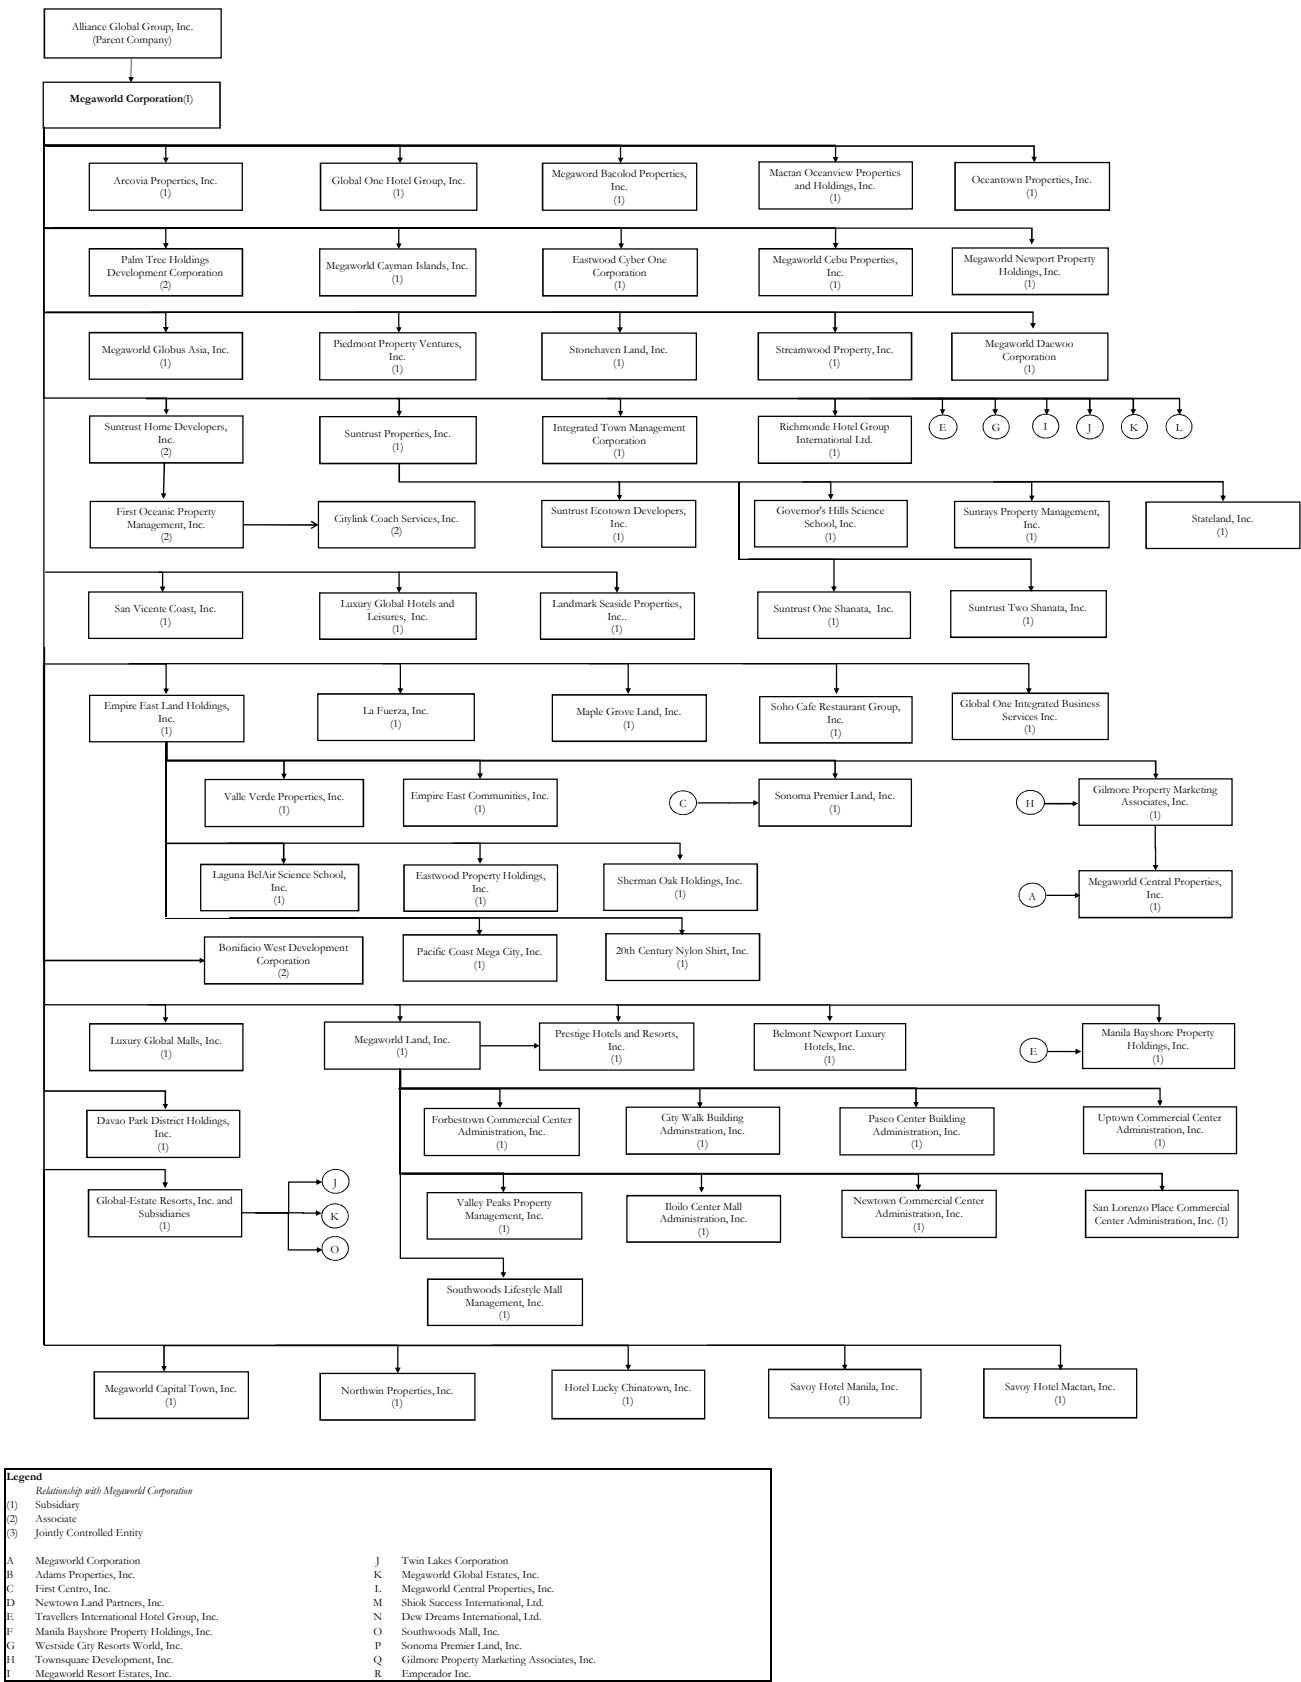 Alliance Global Group, Inc.
(Parent Company)
Megaworld Corporation(1)
Arcovia Properties, Inc.
(1)
Global One Hotel Group, Inc.
(1)
Megaword Bacolod Properties,
Inc.
(1)
Mactan Oceanview Properties
and Holdings, Inc.
(1)
Oceantown Properties, Inc.
(1)
Palm Tree Holdings
Development Corporation
(2)
Megaworld Cayman Islands, Inc.
(1)
Eastwood Cyber One
Corporation
(1)
Megaworld Cebu Properties,
Inc.
(1)
Megaworld Newport Property
Holdings, Inc.
(1)
Megaworld Globus Asia, Inc.
(1)
Piedmont Property Ventures,
Inc.
(1)
Stonehaven Land, Inc.
(1)
Streamwood Property, Inc.
(1)
Megaworld Daewoo
Corporation
(1)
Suntrust Home Developers,
Inc.
(2)
Suntrust Properties, Inc.
(1)
Integrated Town Management
Corporation
(1)
Richmonde Hotel Group
International Ltd.
(1)
E
G
I
J
K
L
First Oceanic Property
Management, Inc.
(2)
Citylink Coach Services, Inc.
(2)
Suntrust Ecotown Developers,
Inc.
(1)
Governor's Hills Science
School, Inc.
(1)
Sunrays Property Management,
Inc.
(1)
Stateland, Inc.
(1)
San Vicente Coast, Inc.
(1)
Luxury Global Hotels and
Leisures, Inc.
(1)
Landmark Seaside Properties,
Inc..
(1)
Suntrust One Shanata, Inc.
(1)
Suntrust Two Shanata, Inc.
(1)
Empire East Land Holdings,
Inc.
(1)
La Fuerza, Inc.
(1)
Maple Grove Land, Inc.
(1)
Soho Cafe Restaurant Group,
Inc.
(1)
Global One Integrated Business
Services Inc.
(1)
Valle Verde Properties, Inc.
(1)
Empire East Communities, Inc.
(1)
C
Sonoma Premier Land, Inc.
(1)
H
Gilmore Property Marketing
Associates, Inc.
(1)
Laguna BelAir Science School,
Inc.
(1)
Eastwood Property Holdings,
Inc.
(1)
Sherman Oak Holdings, Inc.
(1)
A
Megaworld Central Properties,
Inc.
(1)
Bonifacio West Development
Corporation
(2)
Pacific Coast Mega City, Inc.
(1)
20th Century Nylon Shirt, Inc.
(1)
Luxury Global Malls, Inc.
(1)
Megaworld Land, Inc.
(1)
Prestige Hotels and Resorts,
Inc.
(1)
Belmont Newport Luxury
Hotels, Inc.
(1)
E
Manila Bayshore Property
Holdings, Inc.
(1)
Davao Park District Holdings,
Inc.
(1)
Forbestown Commercial Center
Administration, Inc.
(1)
City Walk Building
Adminstration, Inc.
(1)
Paseo Center Building
Administration, Inc.
(1)
Uptown Commercial Center
Adminstration, Inc.
(1)
Global-Estate Resorts, Inc. and
Subsidiaries
(1)
J
K
O
Valley Peaks Property
Management, Inc.
(1)
Iloilo Center Mall
Administration, Inc.
(1)
Newtown Commercial Center
Administration, Inc.
(1)
San Lorenzo Place Commercial
Center Administration, Inc. (1)
Southwoods Lifestyle Mall
Management, Inc.
(1)
Megaworld Capital Town, Inc.
(1)
Northwin Properties, Inc.
(1)
Hotel Lucky Chinatown, Inc.
(1)
Savoy Hotel Manila, Inc.
(1)
Savoy Hotel Mactan, Inc.
(1)
Legend
Relationship with Megaworld Corporation
(1) Subsidiary
(2) Associate
(3) Jointly Controlled Entity
A Megaworld Corporation
B Adams Properties, Inc.
C First Centro, Inc.
D Newtown Land Partners, Inc.
E Travellers International Hotel Group, Inc.
F Manila Bayshore Property Holdings, Inc.
G Westside City Resorts World, Inc.
H Townsquare Development, Inc.
I Megaworld Resort Estates, Inc.
J Twin Lakes Corporation
K Megaworld Global Estates, Inc.
L Megaworld Central Properties, Inc.
M Shiok Success International, Ltd.
N Dew Dreams International, Ltd.
O Southwoods Mall, Inc.
P Sonoma Premier Land, Inc.
Q Gilmore Property Marketing Associates, Inc.
R Emperador Inc.